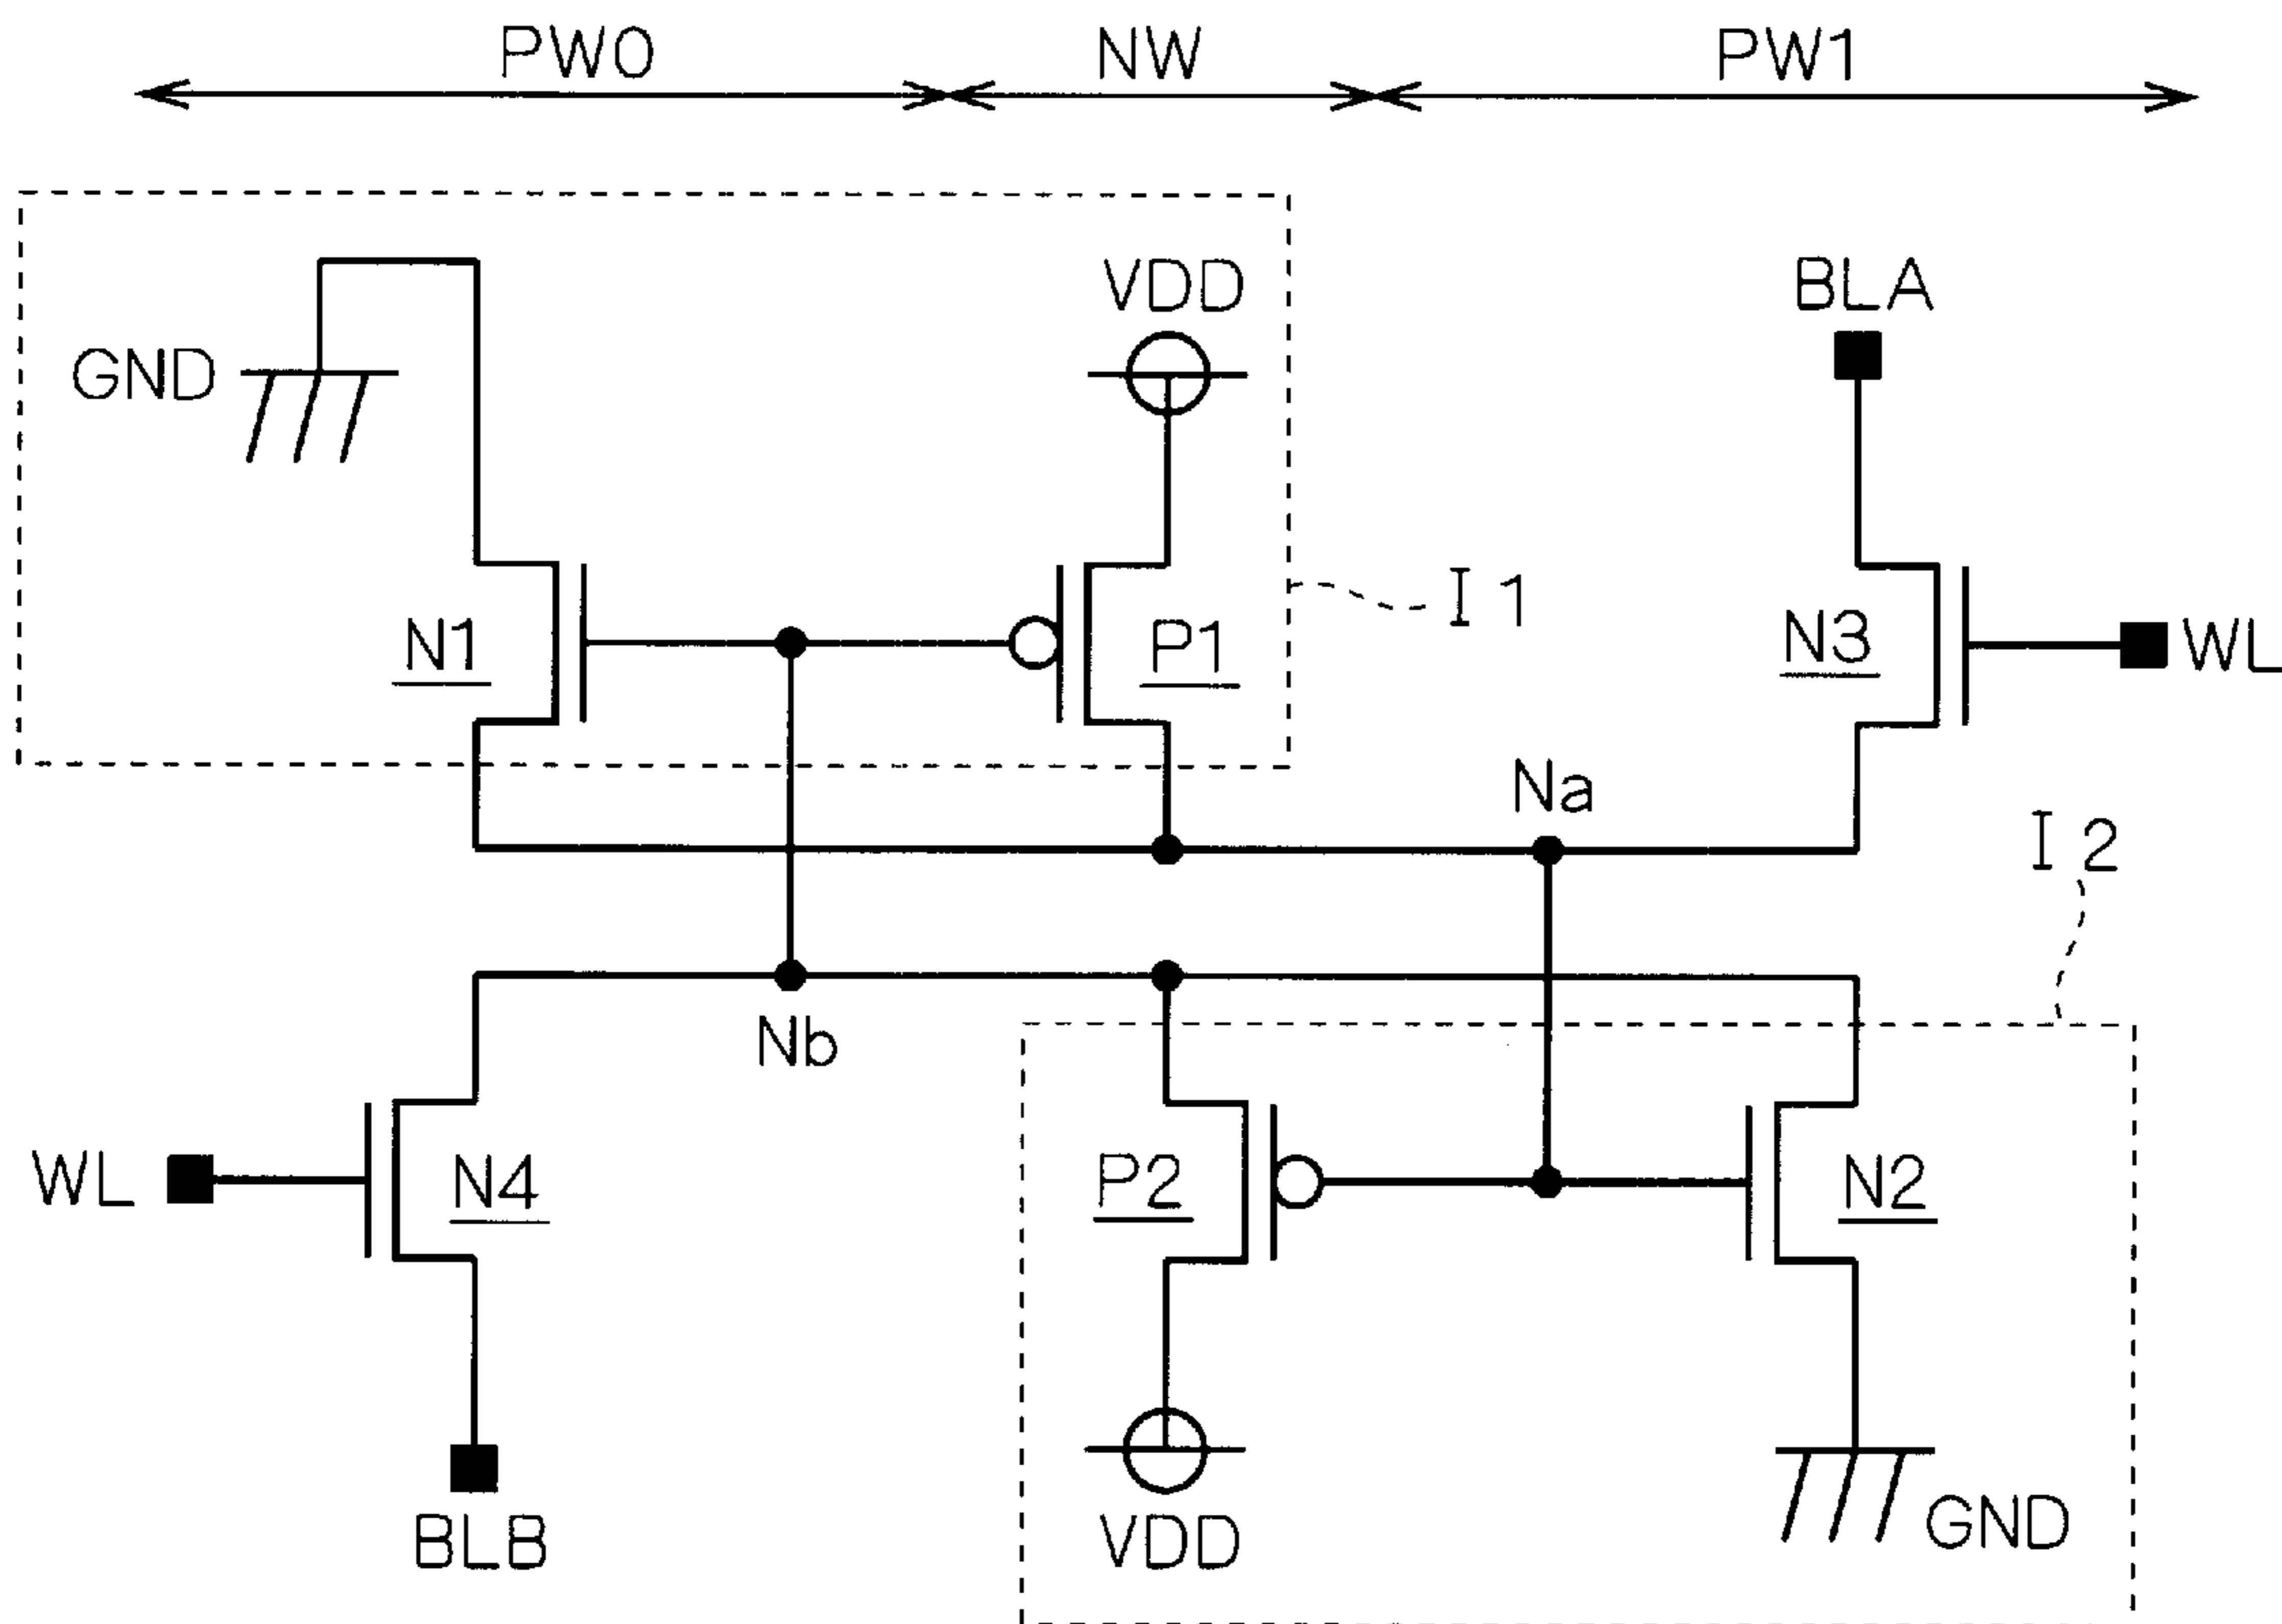 PW0 NW PW1
VDD BLA
GND
I1
N1 P1 N3 WL
Na
I2
Nb
WL N4 P2 N2
GND
BLB VDD